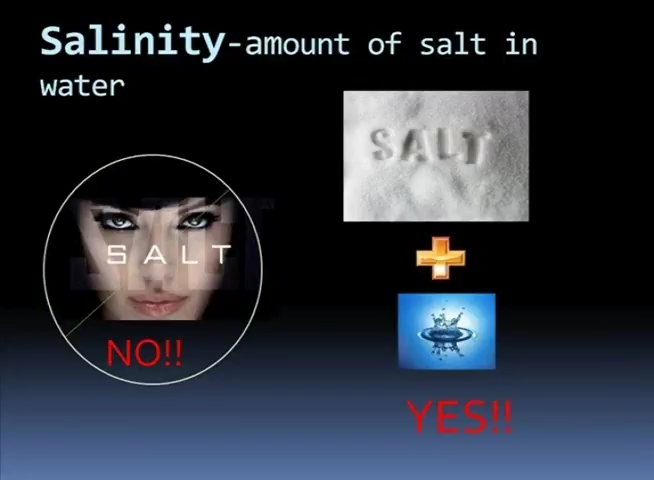 Salinity-amount of salt in
water
SALT
SALT
NO!!
YES!!